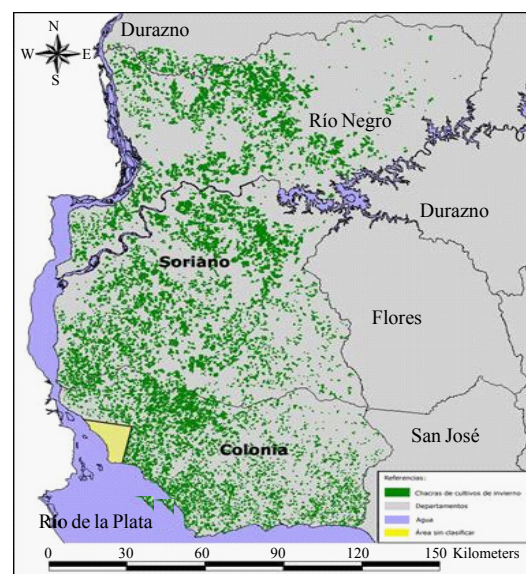 Durazno
N
W E
S
Río Negro
Durazno
Soriano
Flores
San José
Colonia
Referencias:
Chacras de cultivos de invierno
Departamentos
Agua
Área sin clasificar
Río de la Plata
0 30 60 90 120 150 Kilometers